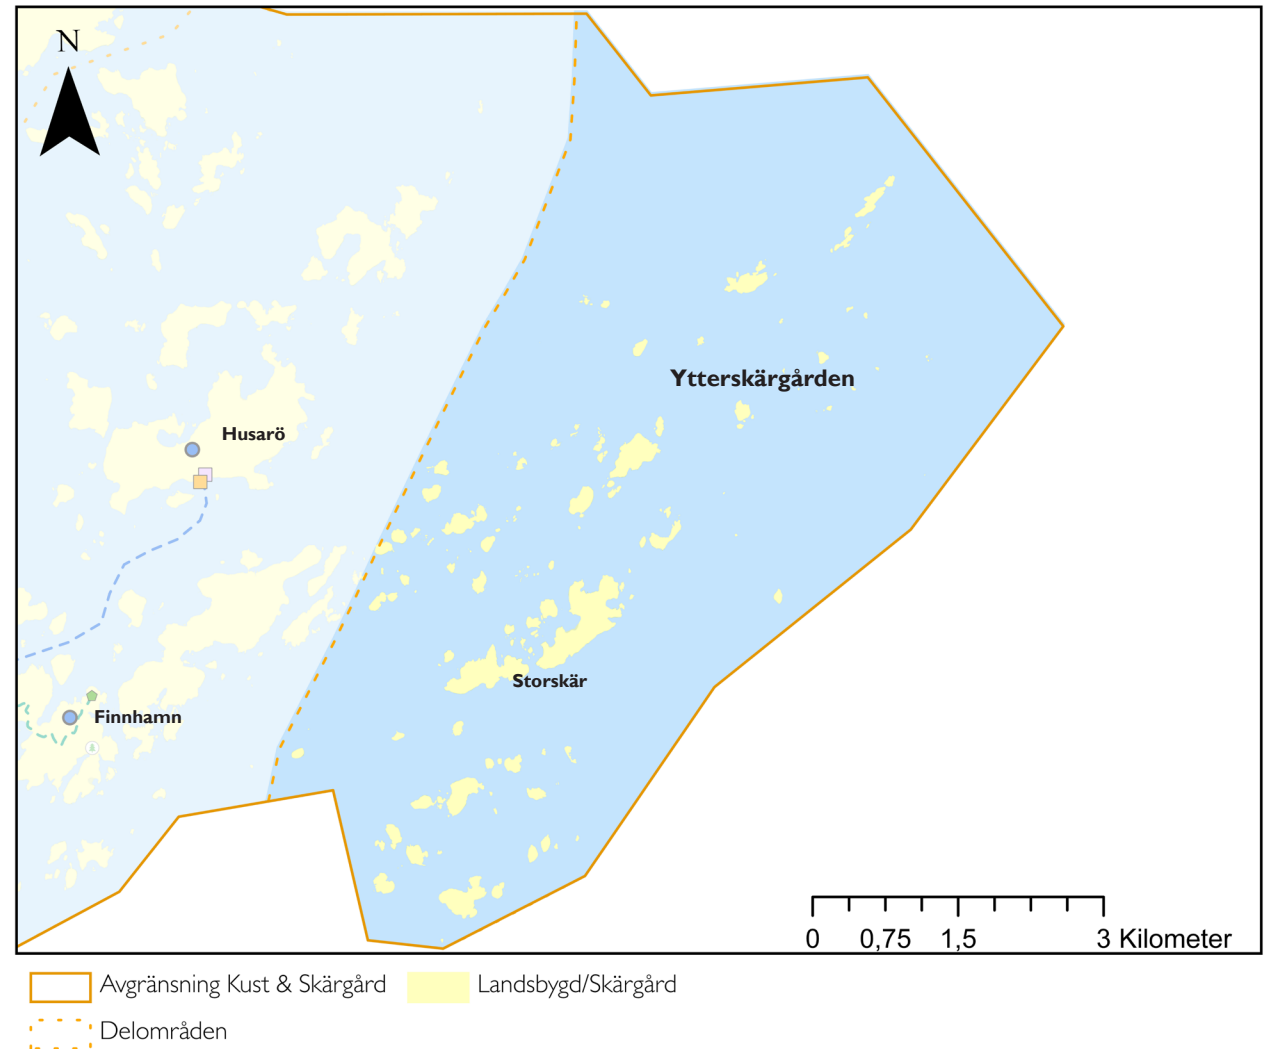 N
Ytterskärgården
Husarö
Storskär
Finnhamn
0 0,75 1,5 3 Kilometer
Avgränsning Kust & Skärgård Landsbygd/Skärgård
Delområden